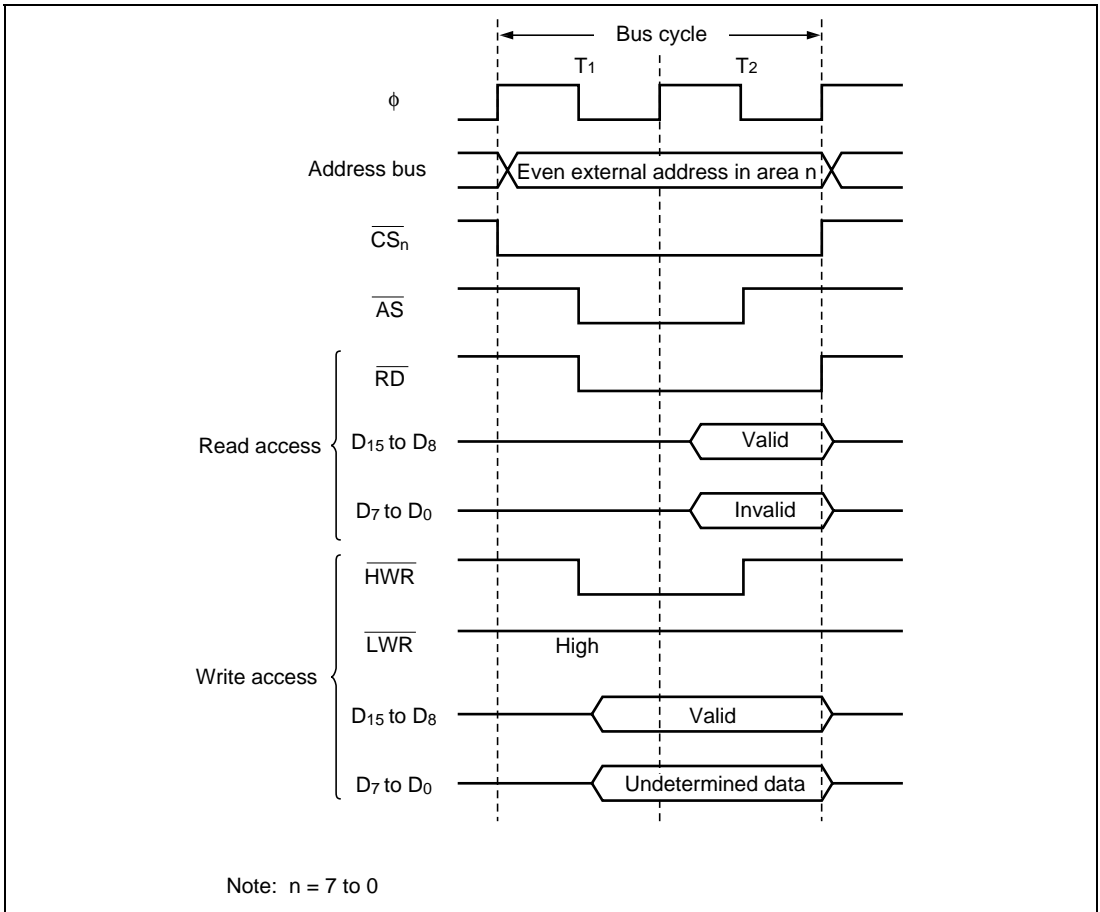 Bus cycle
T1 T2
ϕ
Address bus
Even external address in area n
CSn
AS
RD
Read access
D15 to D8
Valid
D7 to D0
Invalid
HWR
LWR
High
Write access
D15 to D8
Valid
D7 to D0
Undetermined data
Note: n = 7 to 0